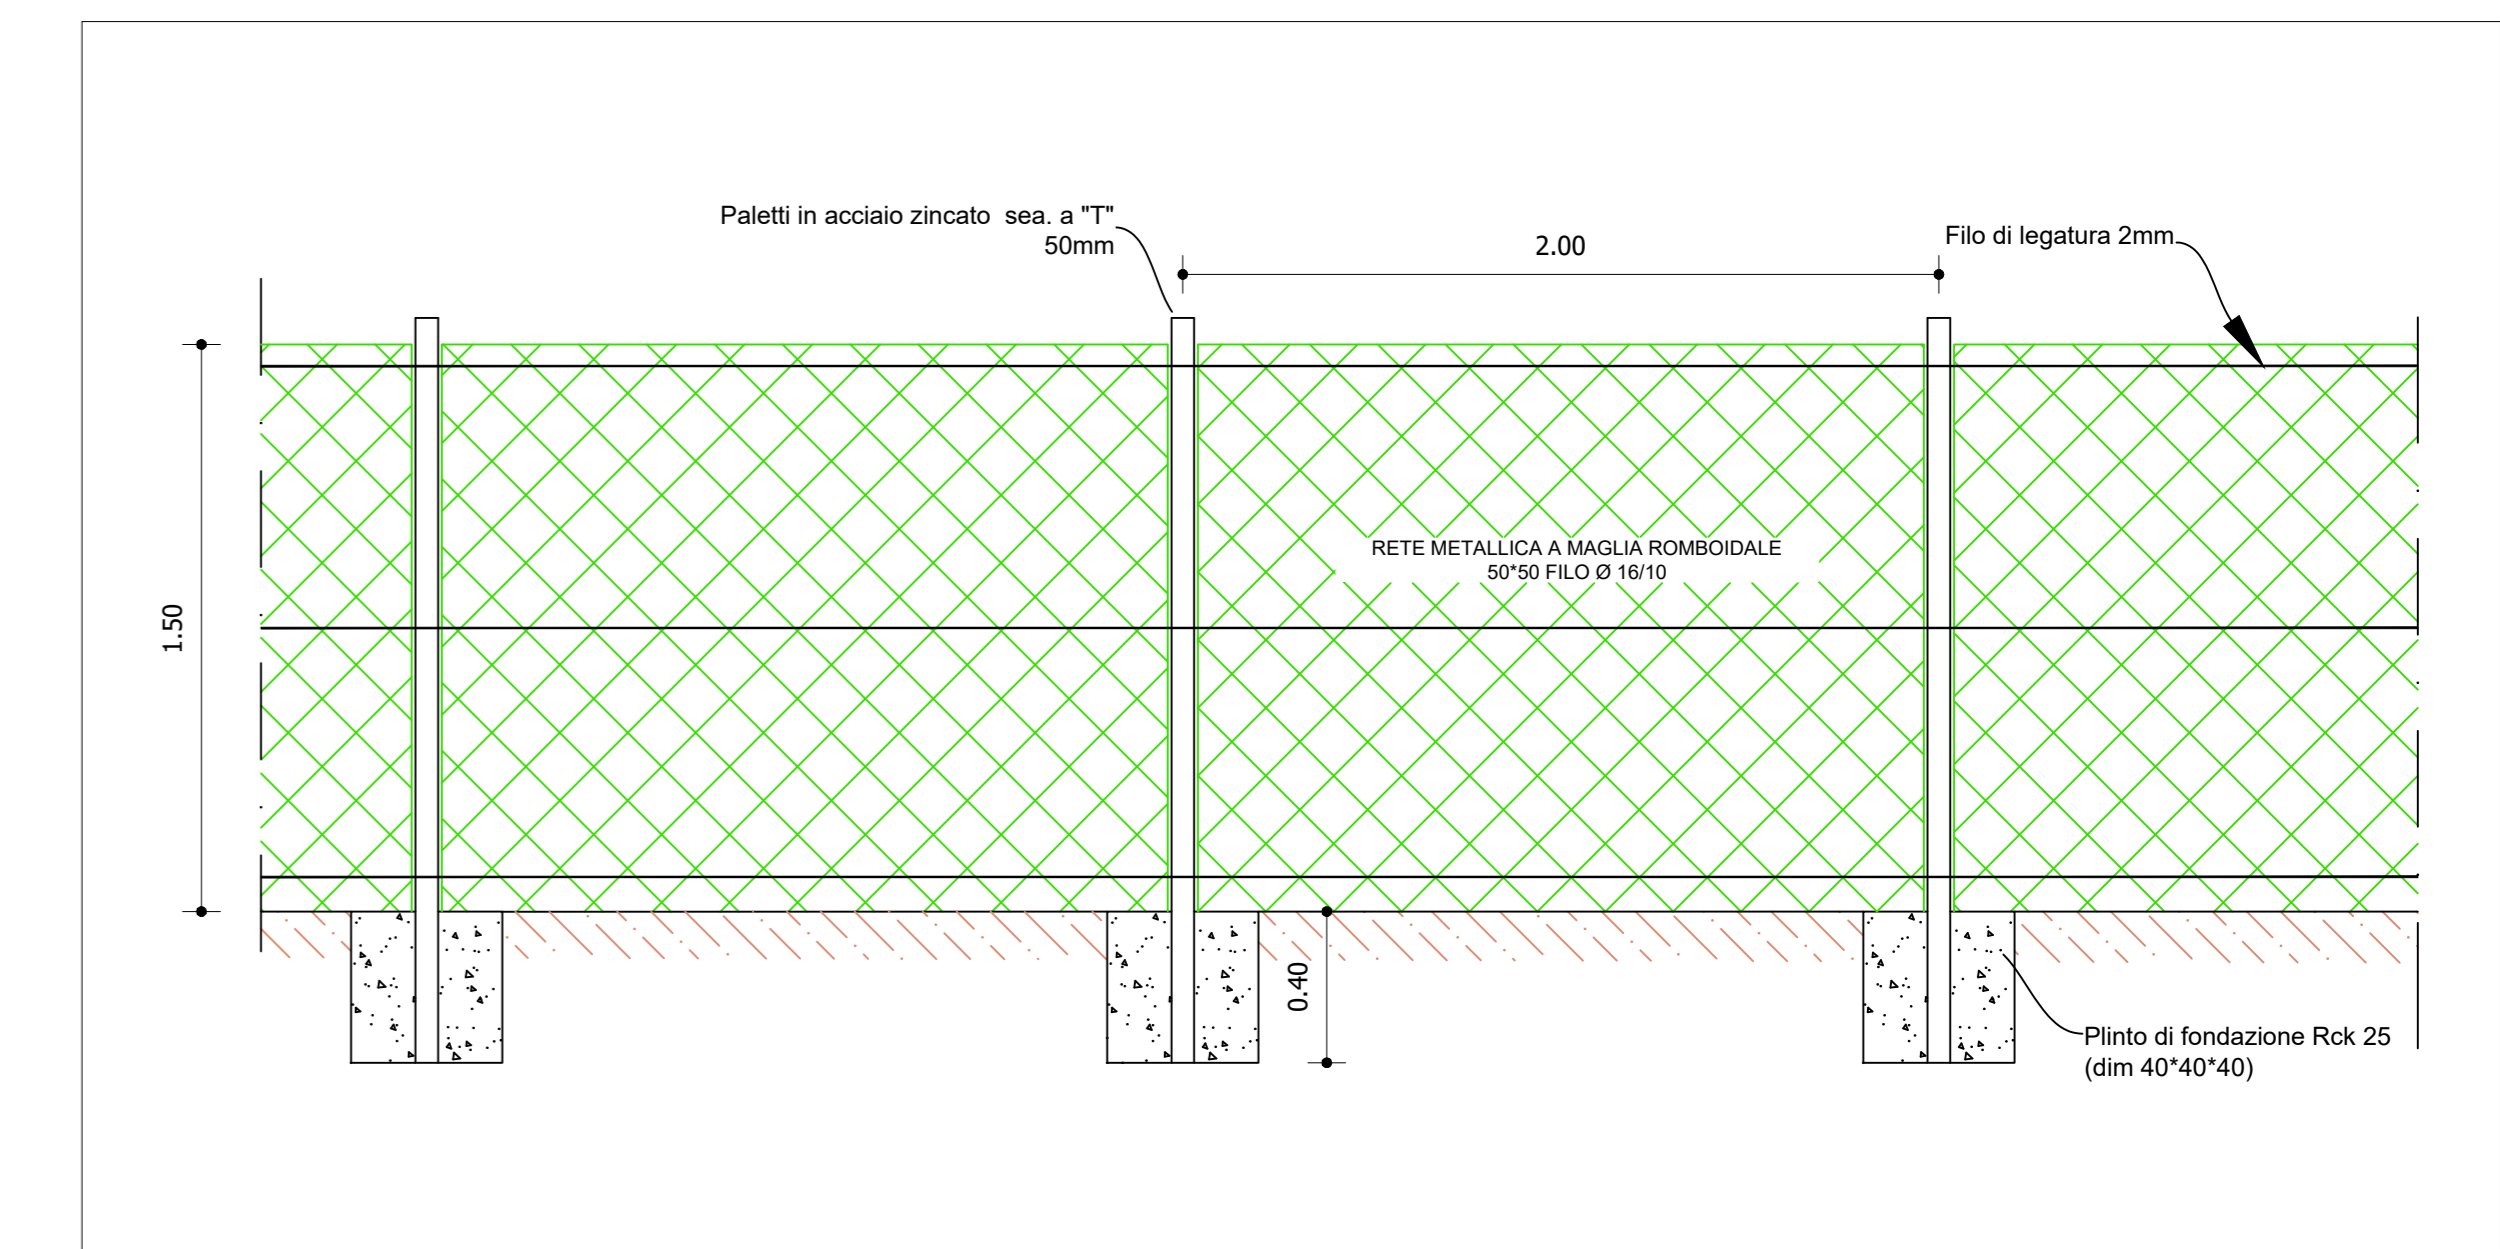 Paletti in acciaio zincato  sea. a "T"
50mm
2.00
Filo di legatura 2mm
RETE METALLICA A MAGLIA ROMBOIDALE
50*50 FILO Ø 16/10
1.50
0.40
Plinto di fondazione Rck 25
(dim 40*40*40)